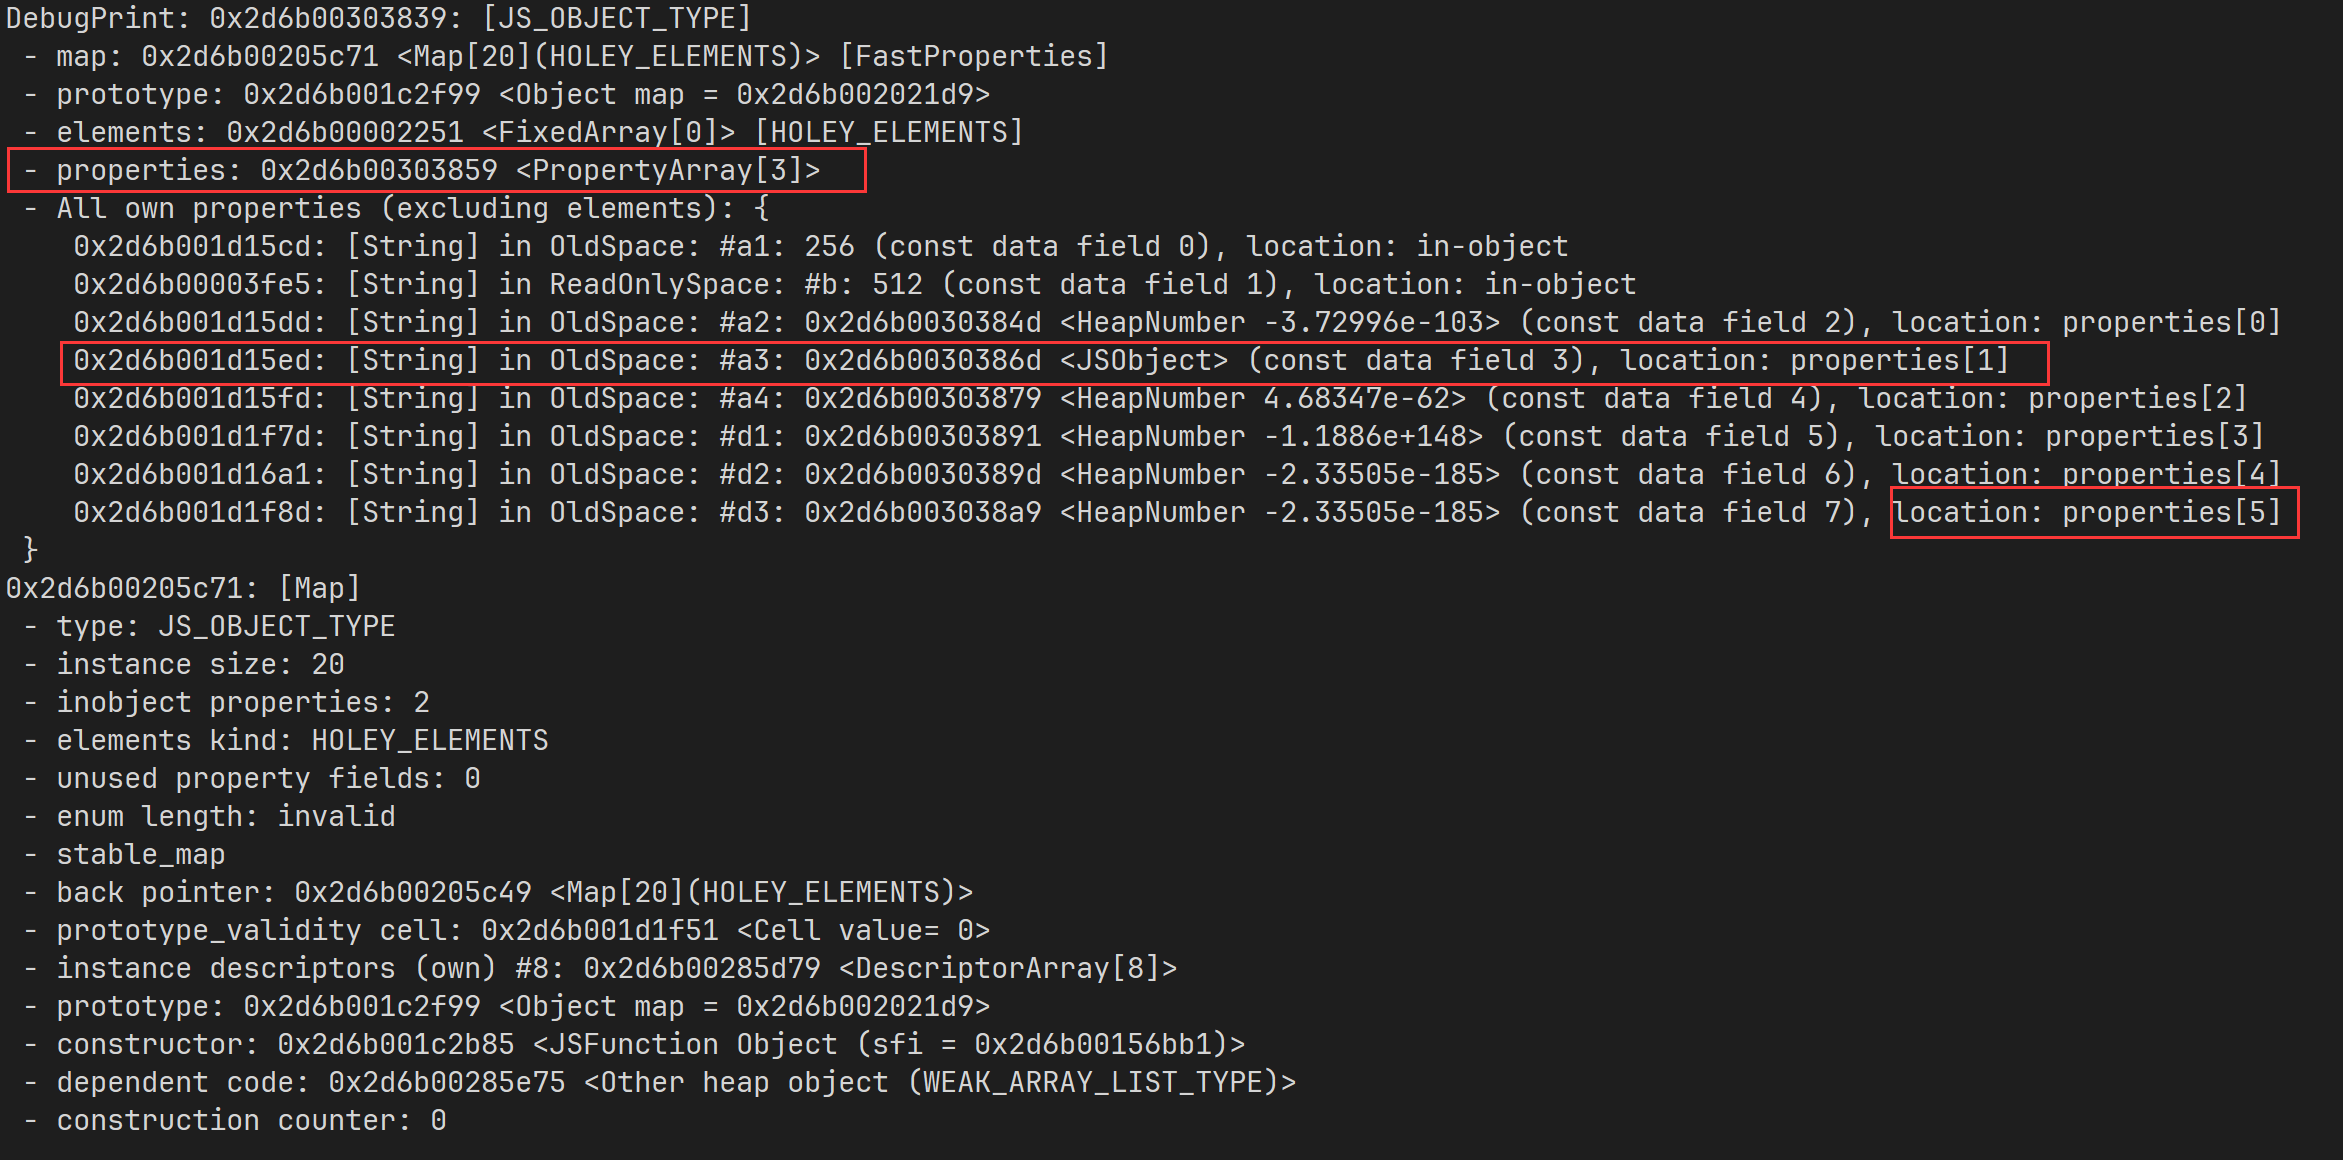 DebugPrint: 0x2d6b00303839: [JS_OBJECT_TYPE]
 - map: 0x2d6b00205c71 <Map[20](HOLEY_ELEMENTS)> [FastProperties]
 - prototype: 0x2d6b001c2f99 <Object map = 0x2d6b002021d9>
 - elements: 0x2d6b00002251 <FixedArray[0]> [HOLEY_ELEMENTS]
 - properties: 0x2d6b00303859 <PropertyArray[3]>
 - All own properties (excluding elements): {
    0x2d6b001d15cd: [String] in OldSpace: #a1: 256 (const data field 0), location: in-object
    0x2d6b00003fe5: [String] in ReadOnlySpace: #b: 512 (const data field 1), location: in-object
    0x2d6b001d15dd: [String] in OldSpace: #a2: 0x2d6b0030384d <HeapNumber -3.72996e-103> (const data field 2), location: properties[0]
    0x2d6b001d15ed: [String] in OldSpace: #a3: 0x2d6b0030386d <JSObject> (const data field 3), location: properties[1]
    0x2d6b001d15fd: [String] in OldSpace: #a4: 0x2d6b00303879 <HeapNumber 4.68347e-62> (const data field 4), location: properties[2]
    0x2d6b001d1f7d: [String] in OldSpace: #d1: 0x2d6b00303891 <HeapNumber -1.1886e+148> (const data field 5), location: properties[3]
    0x2d6b001d16a1: [String] in OldSpace: #d2: 0x2d6b0030389d <HeapNumber -2.33505e-185> (const data field 6), location: properties[4]
    0x2d6b001d1f8d: [String] in OldSpace: #d3: 0x2d6b003038a9 <HeapNumber -2.33505e-185> (const data field 7), location: properties[5]
 }
0x2d6b00205c71: [Map]
 - type: JS_OBJECT_TYPE
 - instance size: 20
 - inobject properties: 2
 - elements kind: HOLEY_ELEMENTS
 - unused property fields: 0
 - enum length: invalid
 - stable_map
 - back pointer: 0x2d6b00205c49 <Map[20](HOLEY_ELEMENTS)>
 - prototype_validity cell: 0x2d6b001d1f51 <Cell value= 0>
 - instance descriptors (own) #8: 0x2d6b00285d79 <DescriptorArray[8]>
 - prototype: 0x2d6b001c2f99 <Object map = 0x2d6b002021d9>
 - constructor: 0x2d6b001c2b85 <JSFunction Object (sfi = 0x2d6b00156bb1)>
 - dependent code: 0x2d6b00285e75 <Other heap object (WEAK_ARRAY_LIST_TYPE)>
 - construction counter: 0